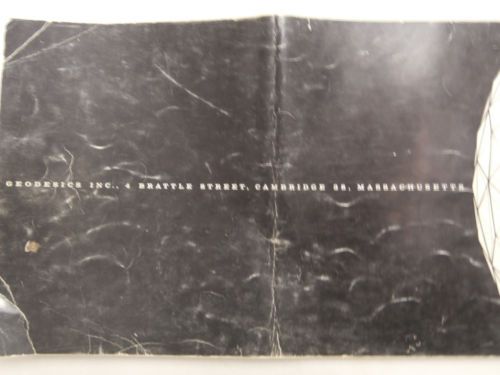 GEODESICS INC., 4 BRATTLE STREET, CAMBRIDGE 38, MASSACHUSETTS